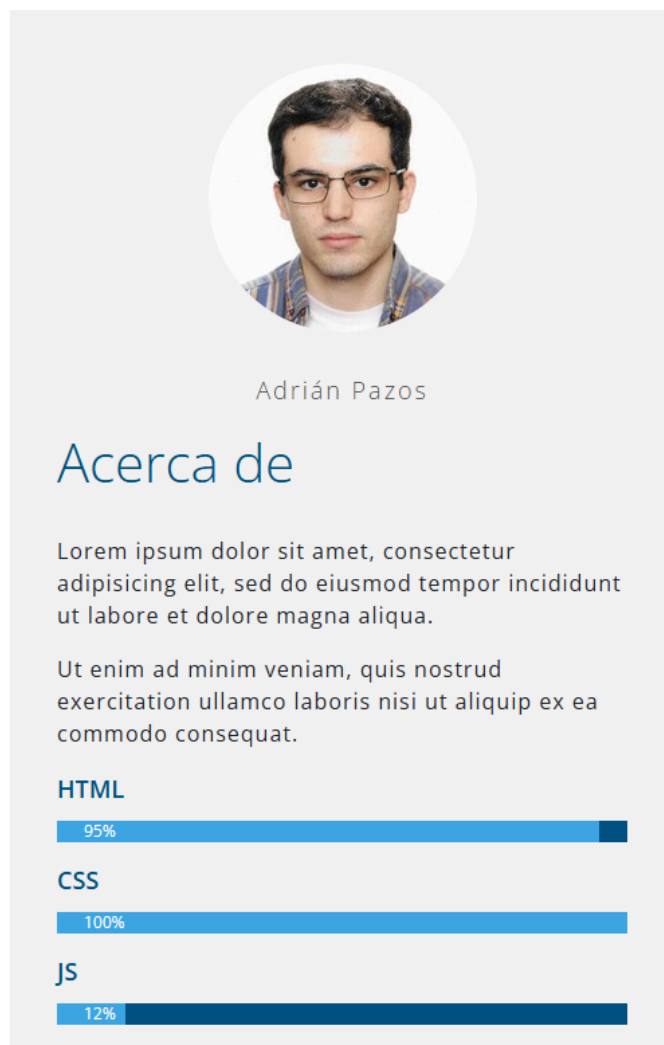 Adrián Pazos
Acerca de
Lorem ipsum dolor sit amet, consectetur
adipisicing elit, sed do eiusmod tempor incididunt
ut labore et dolore magna aliqua.
Ut enim ad minim veniam, quis nostrud
exercitation ullamco laboris nisi ut aliquip ex ea
commodo consequat.
HTML
95%
CSS
100%
JS
12%